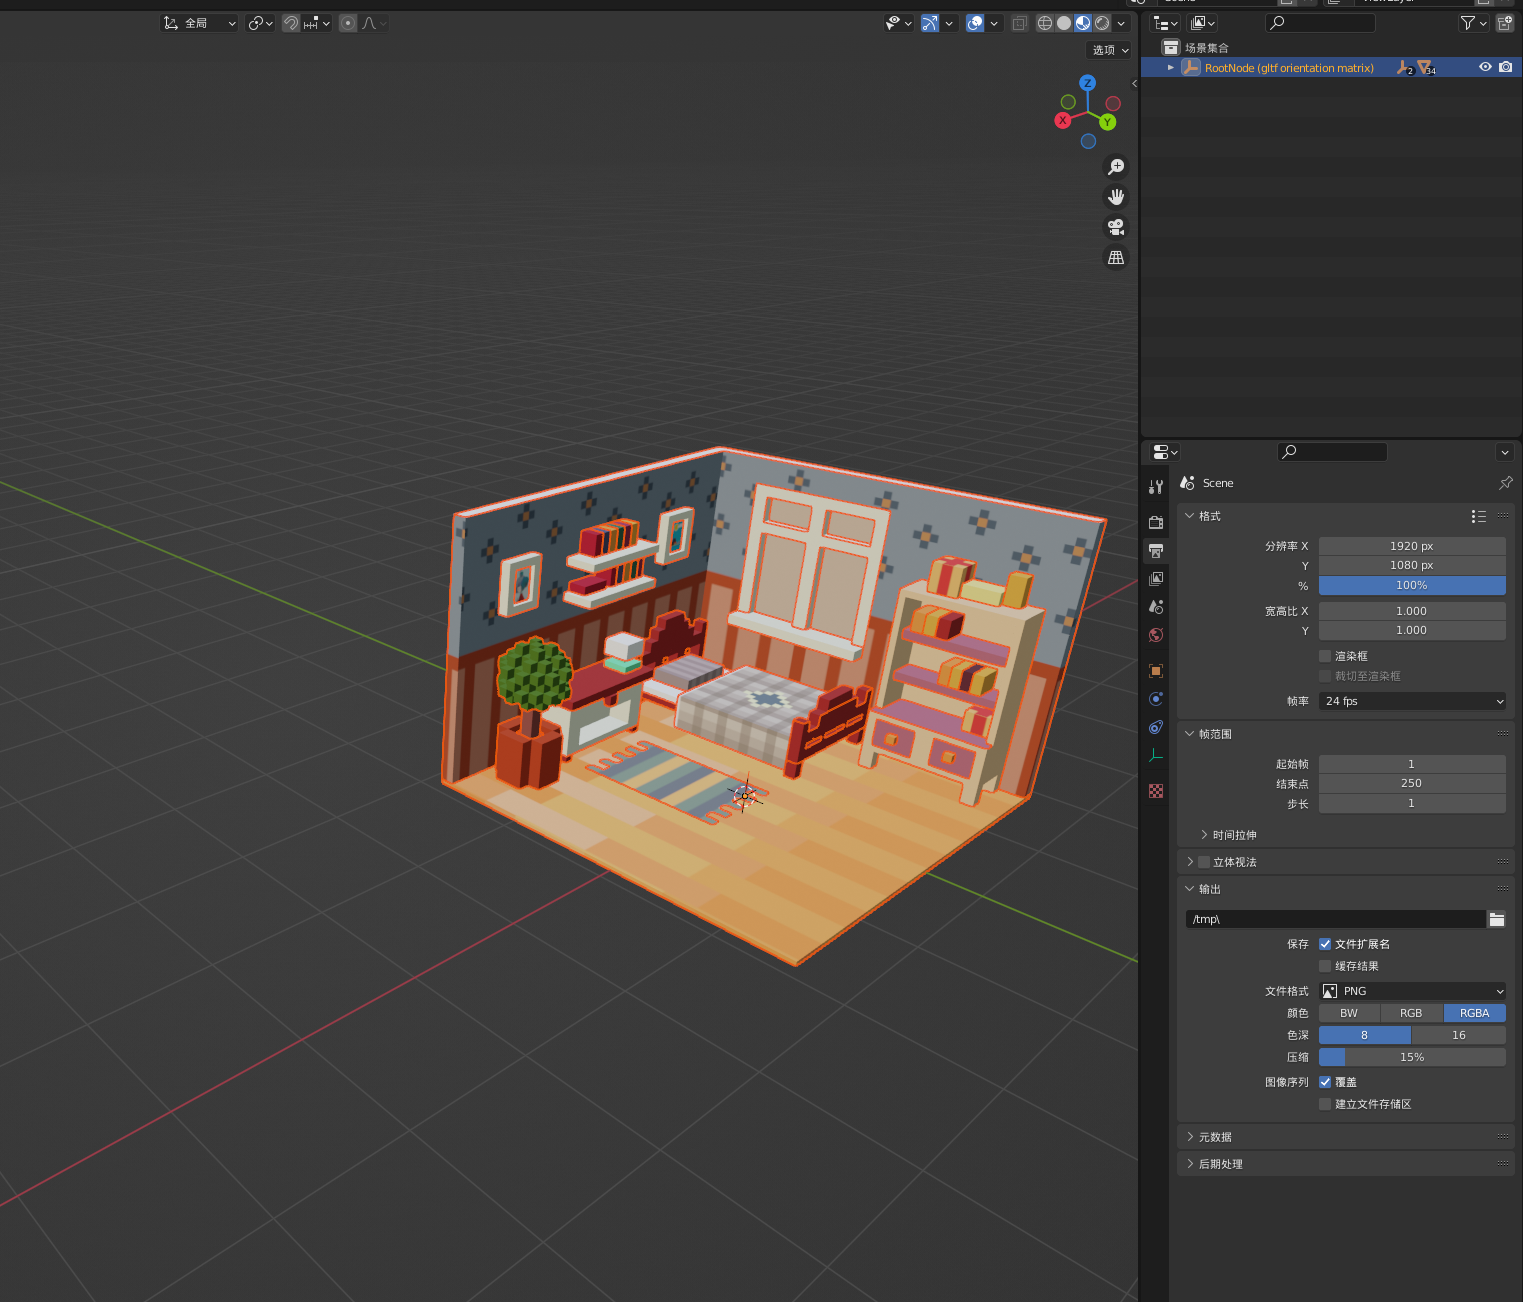 Scene
ViewLayer
全局
选项
Z
X
Y
场景集合
RootNode (gltf orientation matrix)
2
34
Scene
格式
分辨率 X
1920 px
Y
1080 px
%
100%
宽高比 X
1.000
Y
1.000
渲染框
裁切至渲染框
帧率
24 fps
帧范围
起始帧
1
结束点
250
步长
1
时间拉伸
立体视法
输出
/tmp\
保存
文件扩展名
缓存结果
文件格式
PNG
颜色
BW
RGB
RGBA
色深
8
16
压缩
15%
图像序列
覆盖
建立文件存储区
元数据
后期处理